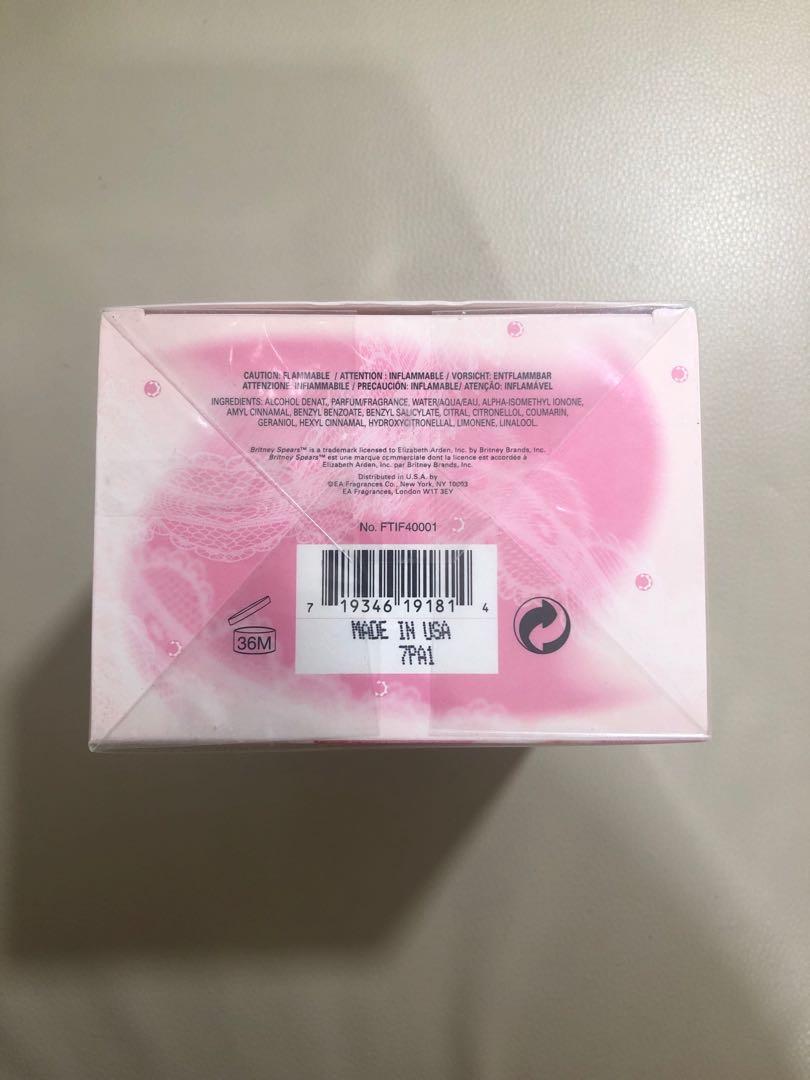 CAUTION: FLAMMABLE / ATTENTION : INFLAMMABLE / VORSICHT: ENTFLAMMBAR
ATTENZIONE: INFIAMMABILE / PRECAUCIÓN: INFLAMABLE/ ATENÇÃO: INFLAMÁVEL
INGREDIENTS: ALCOHOL DENAT., PARFUM/FRAGRANCE, WATER/AQUA/EAU, ALPHA-ISOMETHYL IONONE,
AMYL CINNAMAL, BENZYL BENZOATE, BENZYL SALICYLATE, CITRAL, CITRONELLOL, COUMARIN,
GERANIOL, HEXYL CINNAMAL, HYDROXYCITRONELLAL, LIMONENE, LINALOOL.
Britney Spears™ is a trademark licensed to Elizabeth Arden, Inc. by Britney Brands, Inc.
Britney Spears™ est une marque commerciale dont la licence est accordée à
Elizabeth Arden, Inc. par Britney Brands, Inc.
Distributed in U.S.A. by
©EA Fragrances Co., New York, NY 10003
EA Fragrances, London W1T 3EY
No. FTIF40001
7 19346 19181 4
MADE IN USA
7PA1
36M